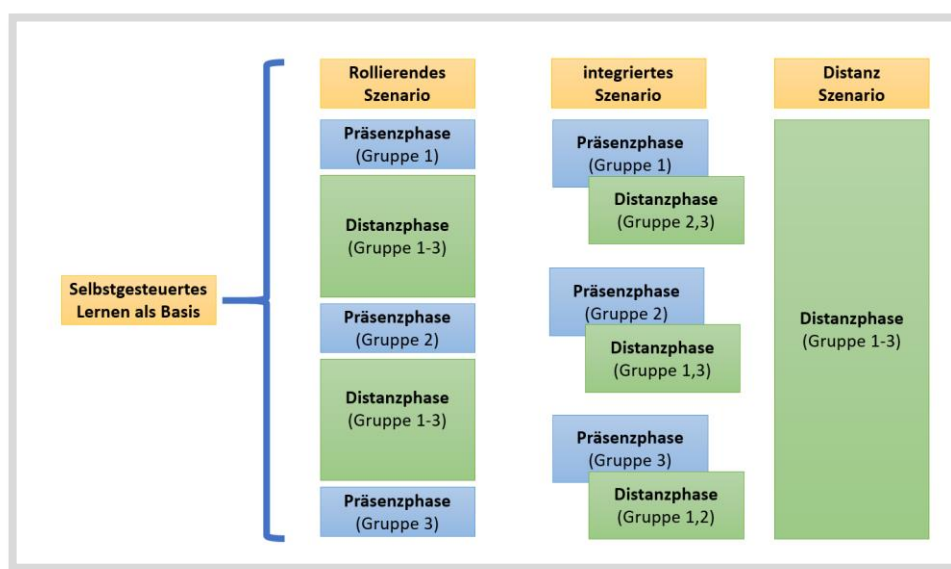 Selbstgesteuertes
Lernen als Basis
Rollierendes
Szenario
Präsenzphase
(Gruppe 1)
Distanzphase
(Gruppe 1-3)
Präsenzphase
(Gruppe 2)
Distanzphase
(Gruppe 1-3)
Präsenzphase
(Gruppe 3)
integriertes
Szenario
Präsenzphase
(Gruppe 1)
Distanzphase
(Gruppe 2,3)
Präsenzphase
(Gruppe 2)
Distanzphase
(Gruppe 1,3)
Präsenzphase
(Gruppe 3)
Distanzphase
(Gruppe 1,2)
Distanz
Szenario
Distanzphase
(Gruppe 1-3)